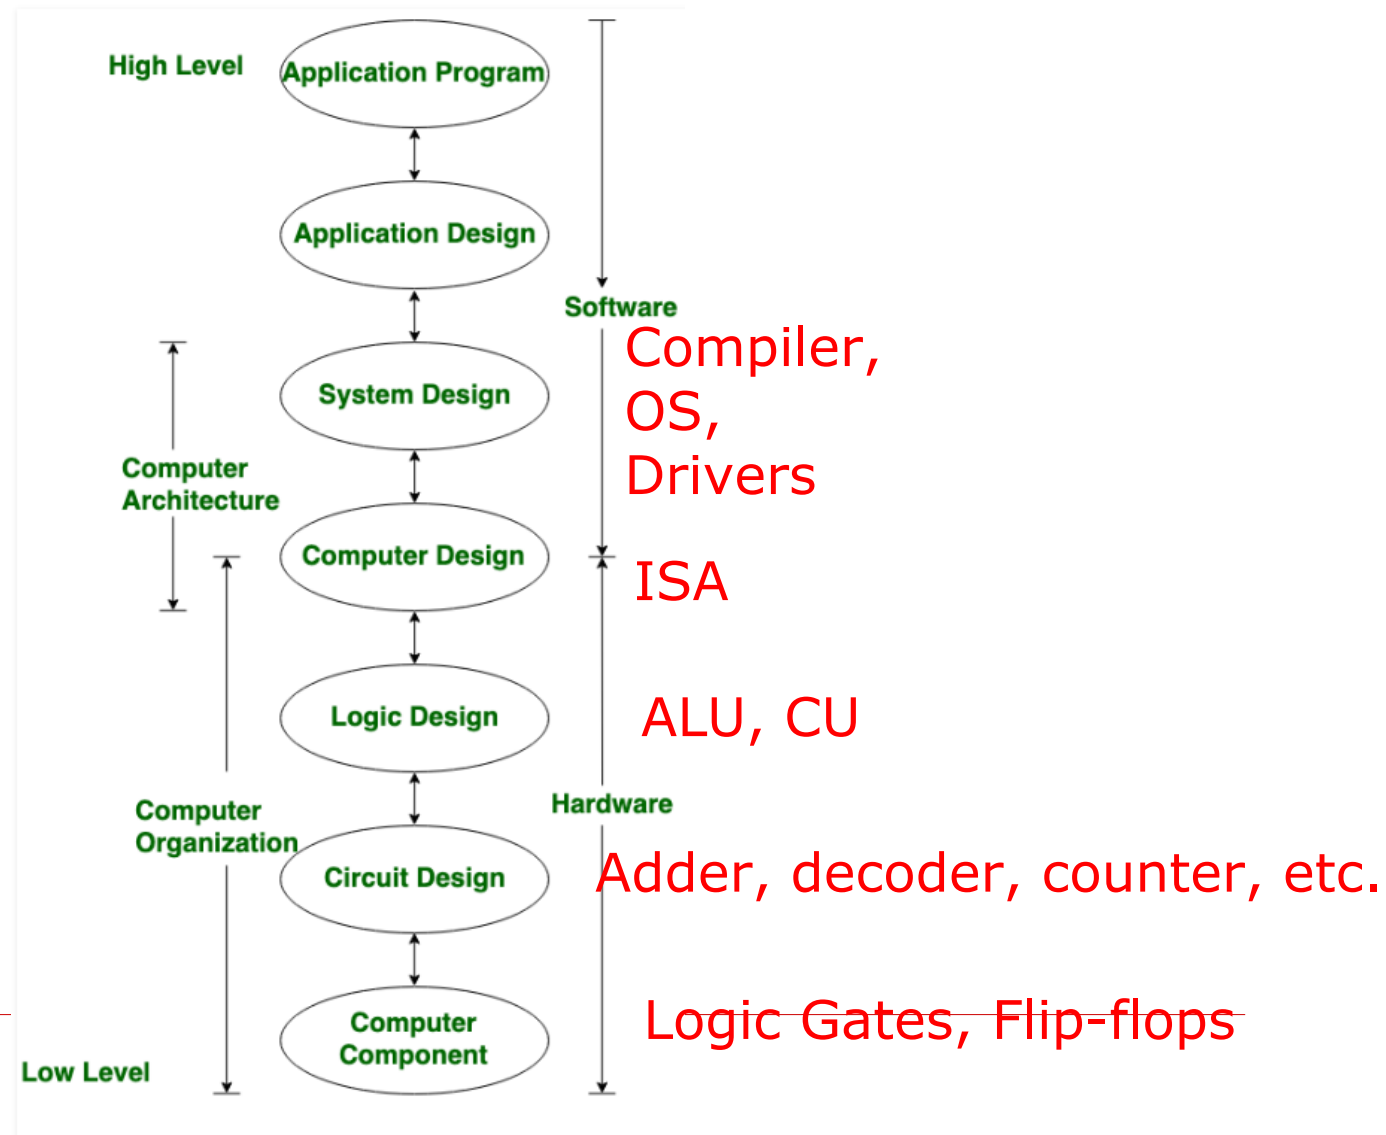 High Level
Application Program
Application Design
Software
Compiler,
System Design
OS,
Drivers
Computer
Architecture
Computer Design
ISA
Logic Design
ALU, CU
Hardware
Computer
Organization
Circuit Design
Adder, decoder, counter, etc.
Computer
Component
Logic Gates, Flip-flops
Low Level